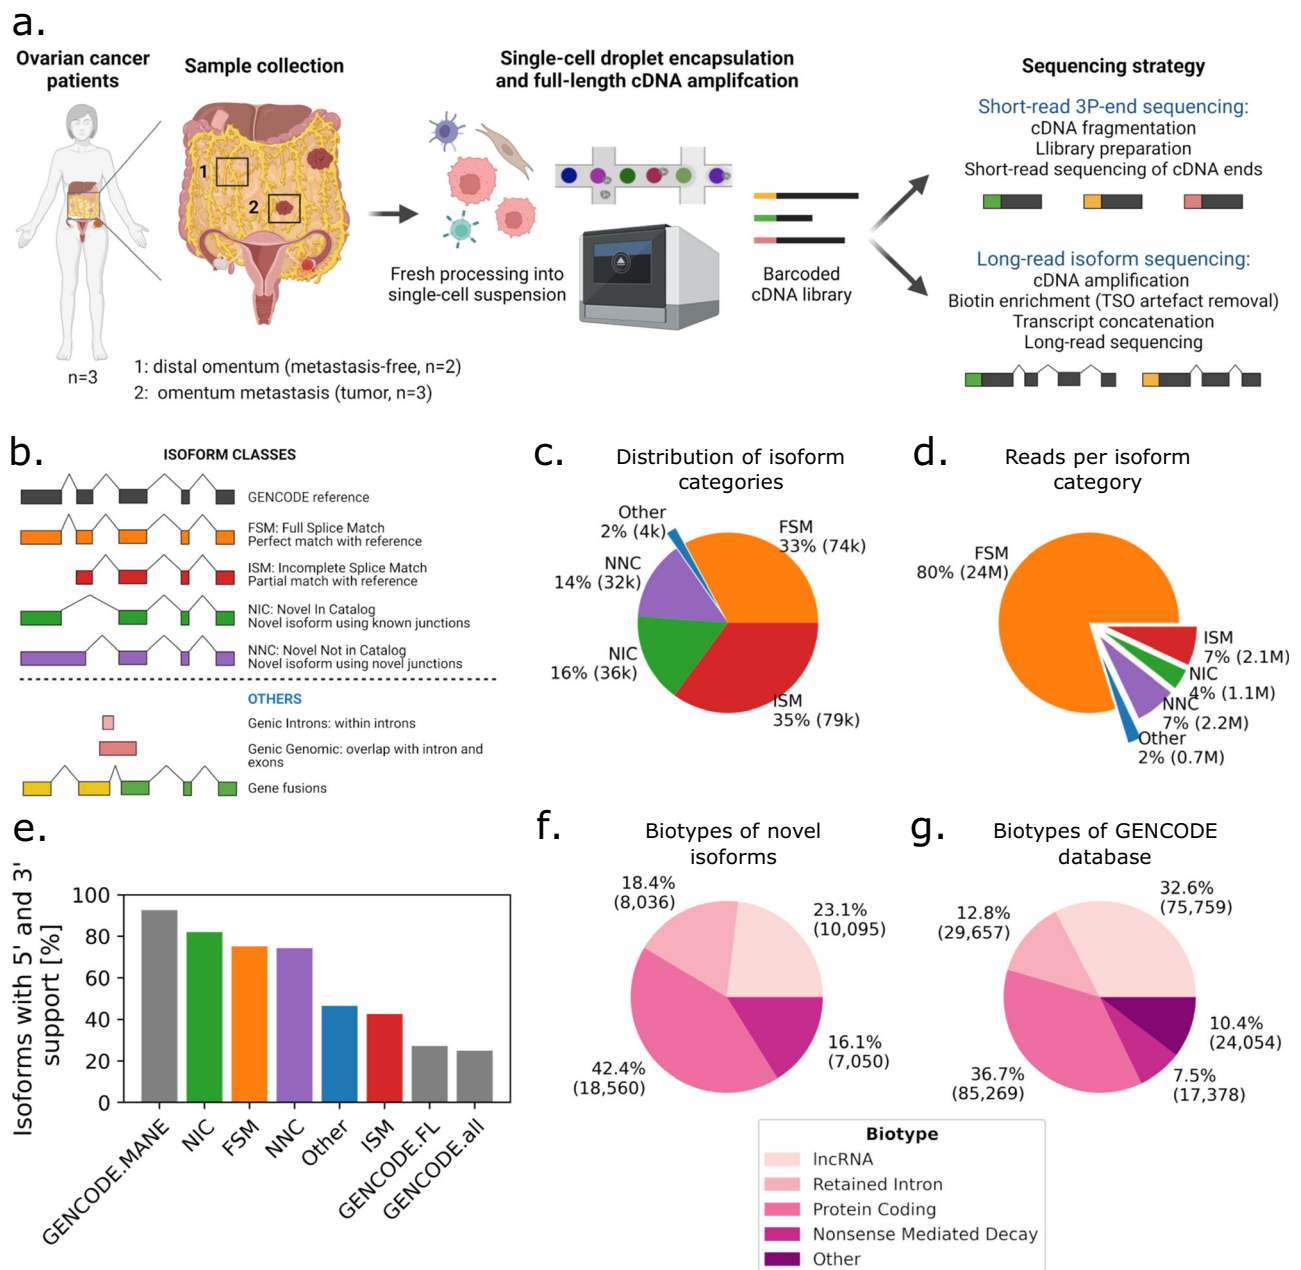 a.
Ovarian cancer
patients
Sample collection
Single-cell droplet encapsulation
and full-length cDNA amplifcation
Sequencing strategy
Short-read 3P-end sequencing:
cDNA fragmentation
Llibrary preparation
Short-read sequencing of cDNA ends
1
2
Fresh processing into
single-cell suspension
Barcoded
cDNA library
Long-read isoform sequencing:
cDNA amplification
Biotin enrichment (TSO artefact removal)
Transcript concatenation
Long-read sequencing
n=3
1: distal omentum (metastasis-free, n=2)
2: omentum metastasis (tumor, n=3)
b.
ISOFORM CLASSES
GENCODE reference
FSM: Full Splice Match
Perfect match with reference
ISM: Incomplete Splice Match
Partial match with reference
NIC: Novel In Catalog
Novel isoform using known junctions
NNC: Novel Not in Catalog
Novel isoform using novel junctions
OTHERS
Genic Introns: within introns
Genic Genomic: overlap with intron and
exons
Gene fusions
c.
Distribution of isoform
categories
Other
2% (4k)
FSM
33% (74k)
NNC
14% (32k)
NIC
16% (36k)
ISM
35% (79k)
d.
Reads per isoform
category
FSM
80% (24M)
ISM
7% (2.1M)
NIC
4% (1.1M)
NNC
7% (2.2M)
Other
2% (0.7M)
e.
Isoforms with 5' and 3'
support [%]
100
80
60
40
20
0
GENCODE.MANE
NIC
FSM
NNC
Other
ISM
GENCODE.FL
GENCODE.all
f.
Biotypes of novel
isoforms
18.4%
(8,036)
23.1%
(10,095)
42.4%
(18,560)
16.1%
(7,050)
g.
Biotypes of GENCODE
database
32.6%
(75,759)
12.8%
(29,657)
10.4%
(24,054)
36.7%
(85,269)
7.5%
(17,378)
Biotype
lncRNA
Retained Intron
Protein Coding
Nonsense Mediated Decay
Other